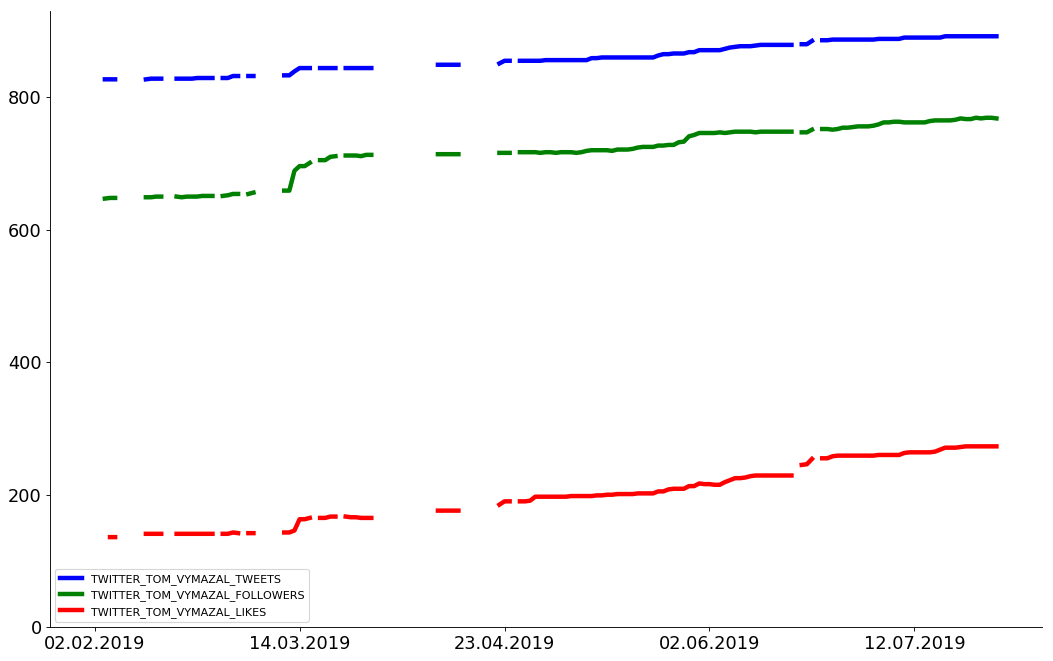 800
600
400
200
0
TWITTER_TOM_VYMAZAL_TWEETS
TWITTER_TOM_VYMAZAL_FOLLOWERS
TWITTER_TOM_VYMAZAL_LIKES
02.02.2019 14.03.2019 23.04.2019 02.06.2019 12.07.2019